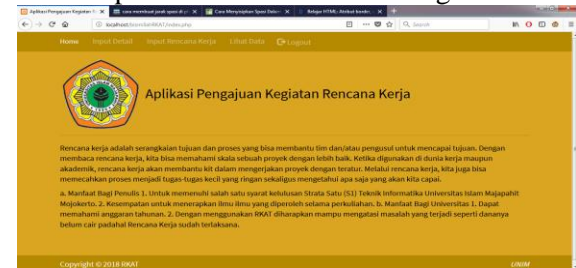 Aplikasi Pengajuan Kegiatan
cara membuat jarak spasi di
Cara Menyisipkan Spasi Dalam
Belajar HTML: Atribut
localhost/
Search
Home Input Detail Input Rencana Kerja Lihat Data Logout
Aplikasi Pengajuan Kegiatan Rencana Kerja
Rencana kerja adalah serangkaian tujuan dan proses yang bisa membantu tim dan/atau pengusul untuk mencapai tujuan. Dengan
membaca rencana kerja, kita bisa memahami skala sebuah proyek dengan lebih baik. Ketika digunakan di dunia kerja maupun
akademik, rencana kerja akan membantu kit dalam mengerjakan proyek dengan teratur. Melalui rencana kerja, kita juga bisa
memecahkan proses menjadi tugas-tugas kecil yang ringan sekaligus mengetahui apa saja yang akan kita capai.
a. Manfaat Bagi Penulis 1. Untuk memenuhi salah satu syarat kelulusan Strata Satu (S1) Teknik Informatika Universitas Islam Majapahit
Mojokerto. 2. Kesempatan untuk menerapkan ilmu ilmu yang diperoleh selama perkuliahan. b. Manfaat Bagi Universitas 1. Dapat
memahami anggaran tahunan. 2. Dengan menggunakan RKAT diharapkan mampu mengatasi masalah yang terjadi seperti dananya
belum cair padahal Rencana Kerja sudah terlaksana.
Copyright © 2018 RKAT UNIM